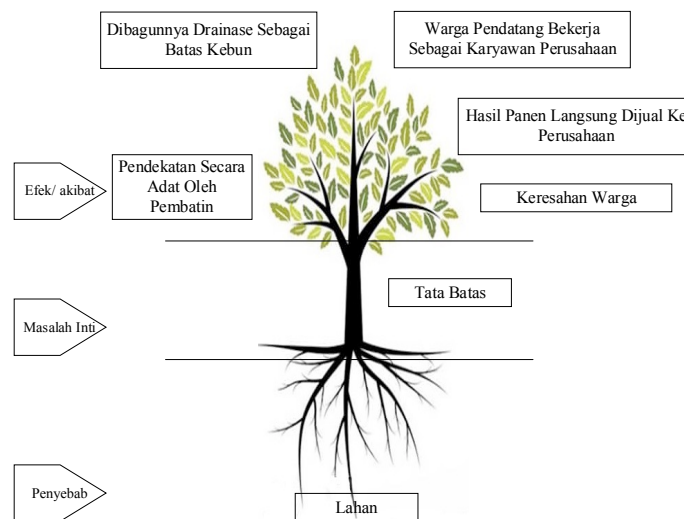 Dibagunnya Drainase Sebagai
Batas Kebun
Warga Pendatang Bekerja
Sebagai Karyawan Perusahaan
Hasil Panen Langsung Dijual Ke
Perusahaan
Efek/ akibat
Pendekatan Secara
Adat Oleh
Pembatin
Keresahan Warga
Tata Batas
Masalah Inti
Penyebab
Lahan